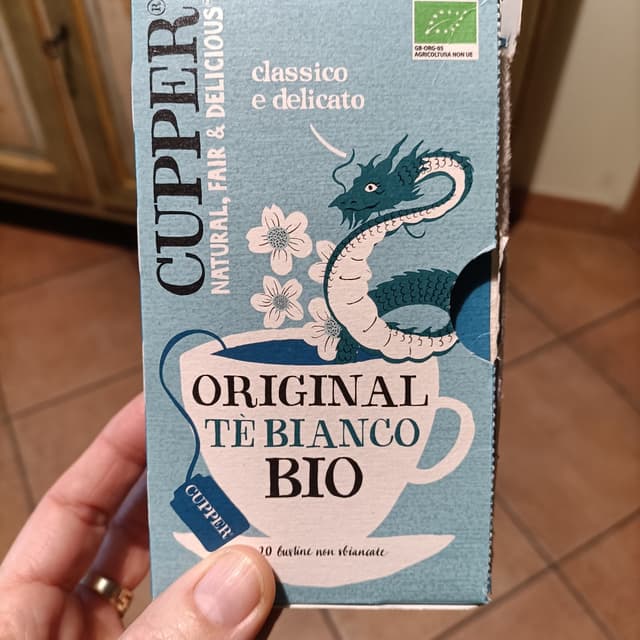 CUPPER®
NATURAL, FAIR & DELICIOUS
GB-ORG-05
AGRICOLTURA NON UE
classico
e delicato
ORIGINAL
TÈ BIANCO
BIO
CUPPER
20 bustine non sbiancate